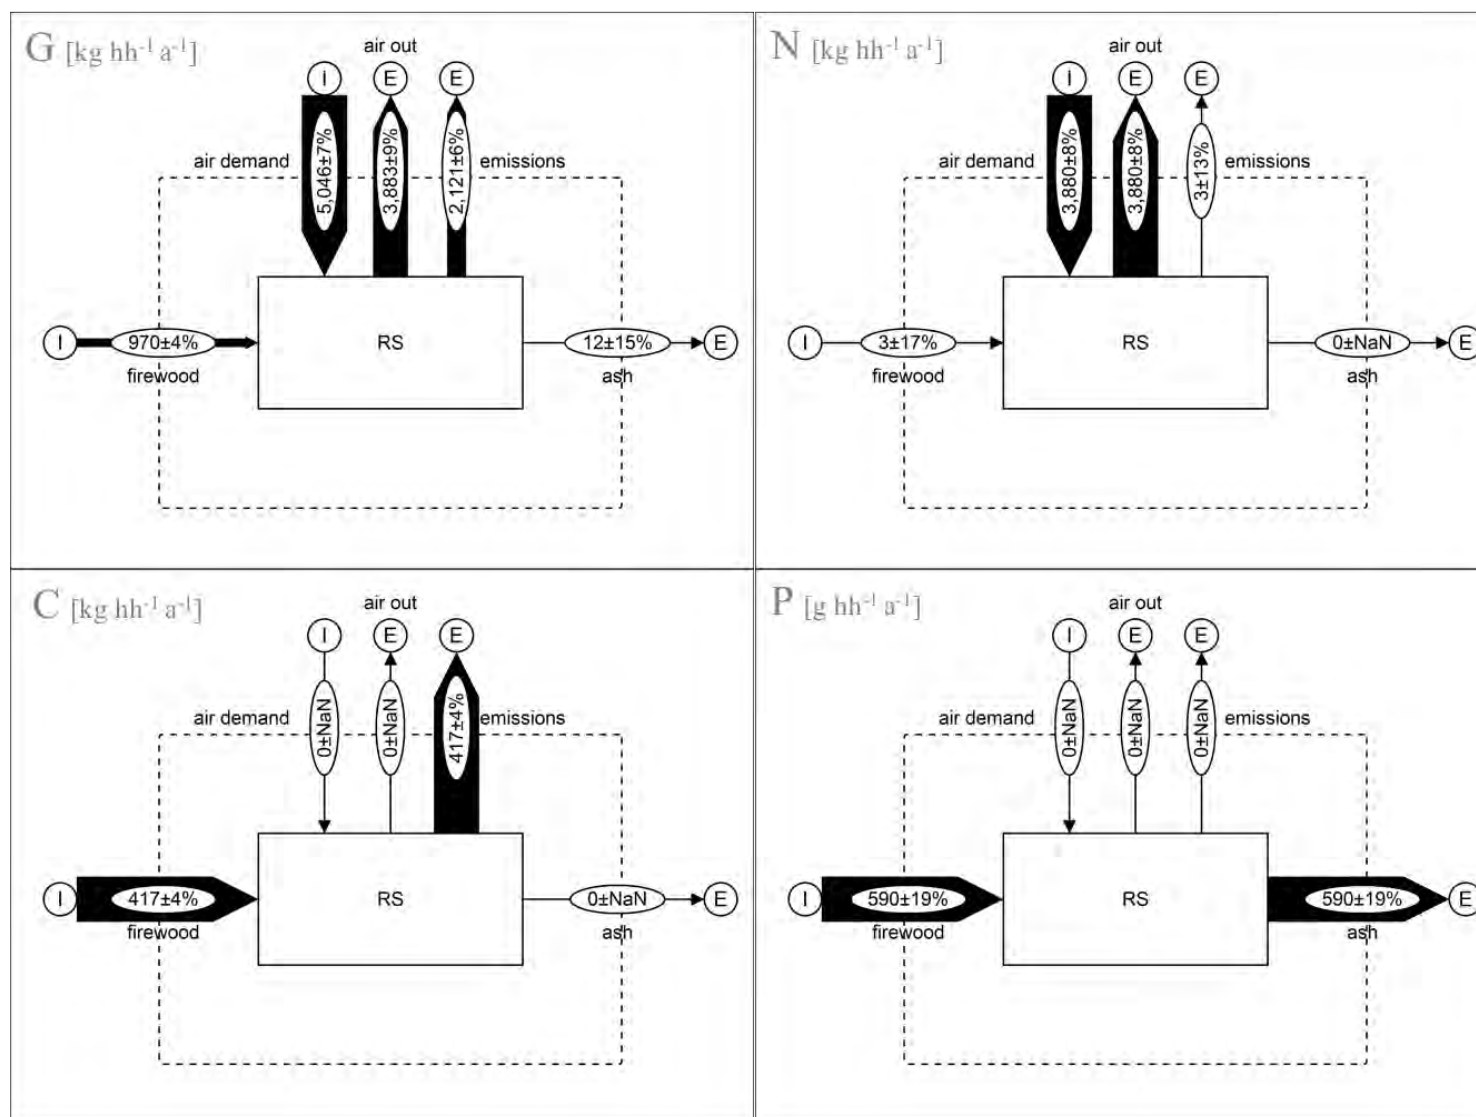 G [kg hh⁻¹ a⁻¹]
air out
I E E
air demand 5,046±7% 3,883±9% 2,121±6% emissions
I 970±4% RS 12±15% E
firewood ash
N [kg hh⁻¹ a⁻¹]
air out
I E E
air demand 3,880±8% 3,880±8% 3±13% emissions
I 3±17% RS 0±NaN E
firewood ash
C [kg hh⁻¹ a⁻¹]
air out
I E E
air demand 0±NaN 0±NaN 417±4% emissions
I 417±4% RS 0±NaN E
firewood ash
P [g hh⁻¹ a⁻¹]
air out
I E E
air demand 0±NaN 0±NaN 0±NaN emissions
I 590±19% RS 590±19% E
firewood ash